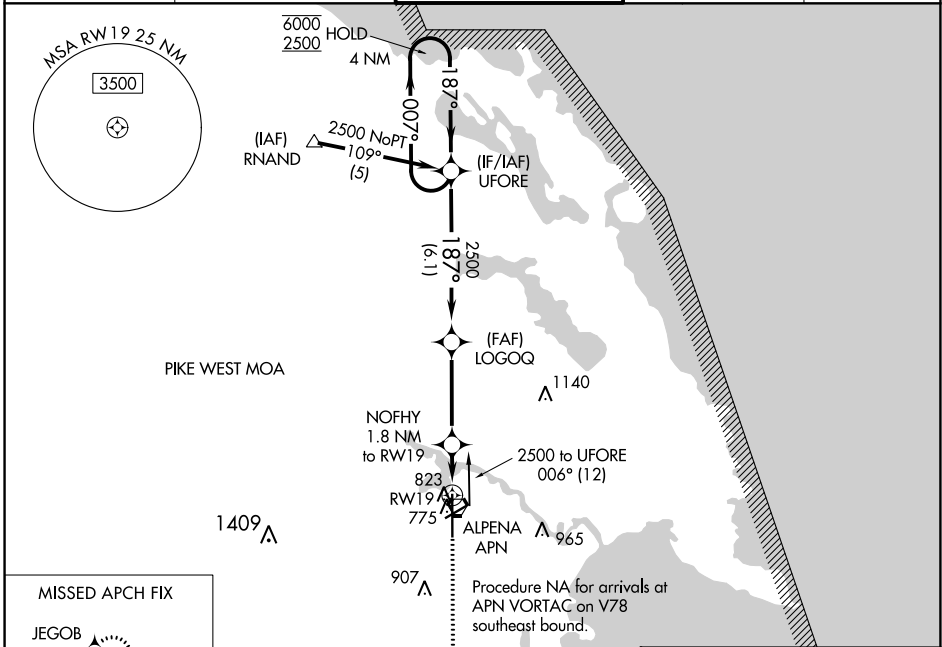 MSA RW19 25 NM
3500
6000
2500
HOLD
4 NM
187°
007°
(IAF)
RNAND
2500 NoPT
109°
(5)
(IF/IAF)
UFORE
2500
187°
(6.1)
(FAF)
LOGOQ
PIKE WEST MOA
1140
NOFHY
1.8 NM
to RW19
2500 to UFORE
006° (12)
823
RW19
775
ALPENA
APN
965
1409
907
Procedure NA for arrivals at
APN VORTAC on V78
southeast bound.
MISSED APCH FIX
JEGOB